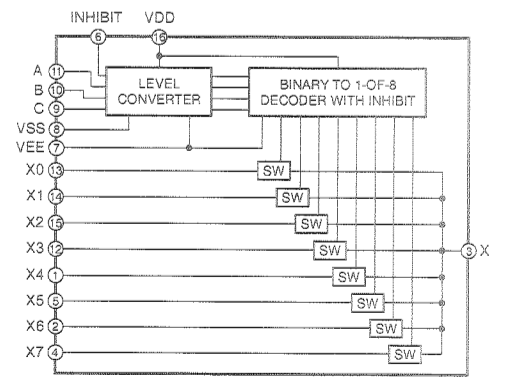 INHIBIT VDD
6 16
A 11
B 10
C 9
LEVEL CONVERTER
BINARY TO 1-OF-8 DECODER WITH INHIBIT
VSS 8
VEE 7
X0 13 SW
X1 14 SW
X2 15 SW
X3 12 SW
3 X
X4 1 SW
X5 5 SW
X6 2 SW
X7 4 SW